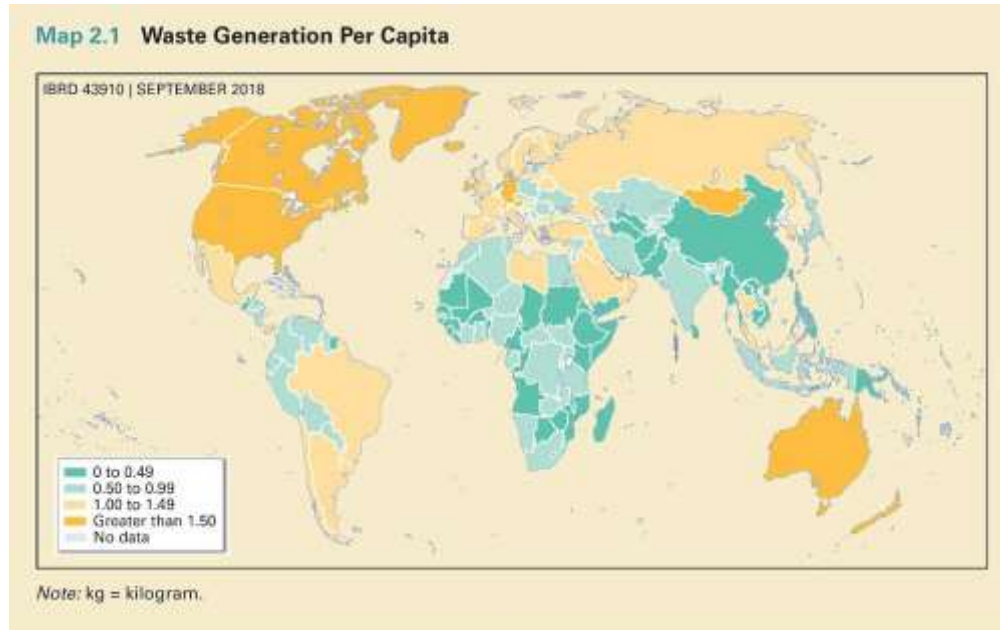 Map 2.1 Waste Generation Per Capita
IBRD 43910 | SEPTEMBER 2018
0 to 0.49
0.50 to 0.99
1.00 to 1.49
Greater than 1.50
No data
Note: kg = kilogram.